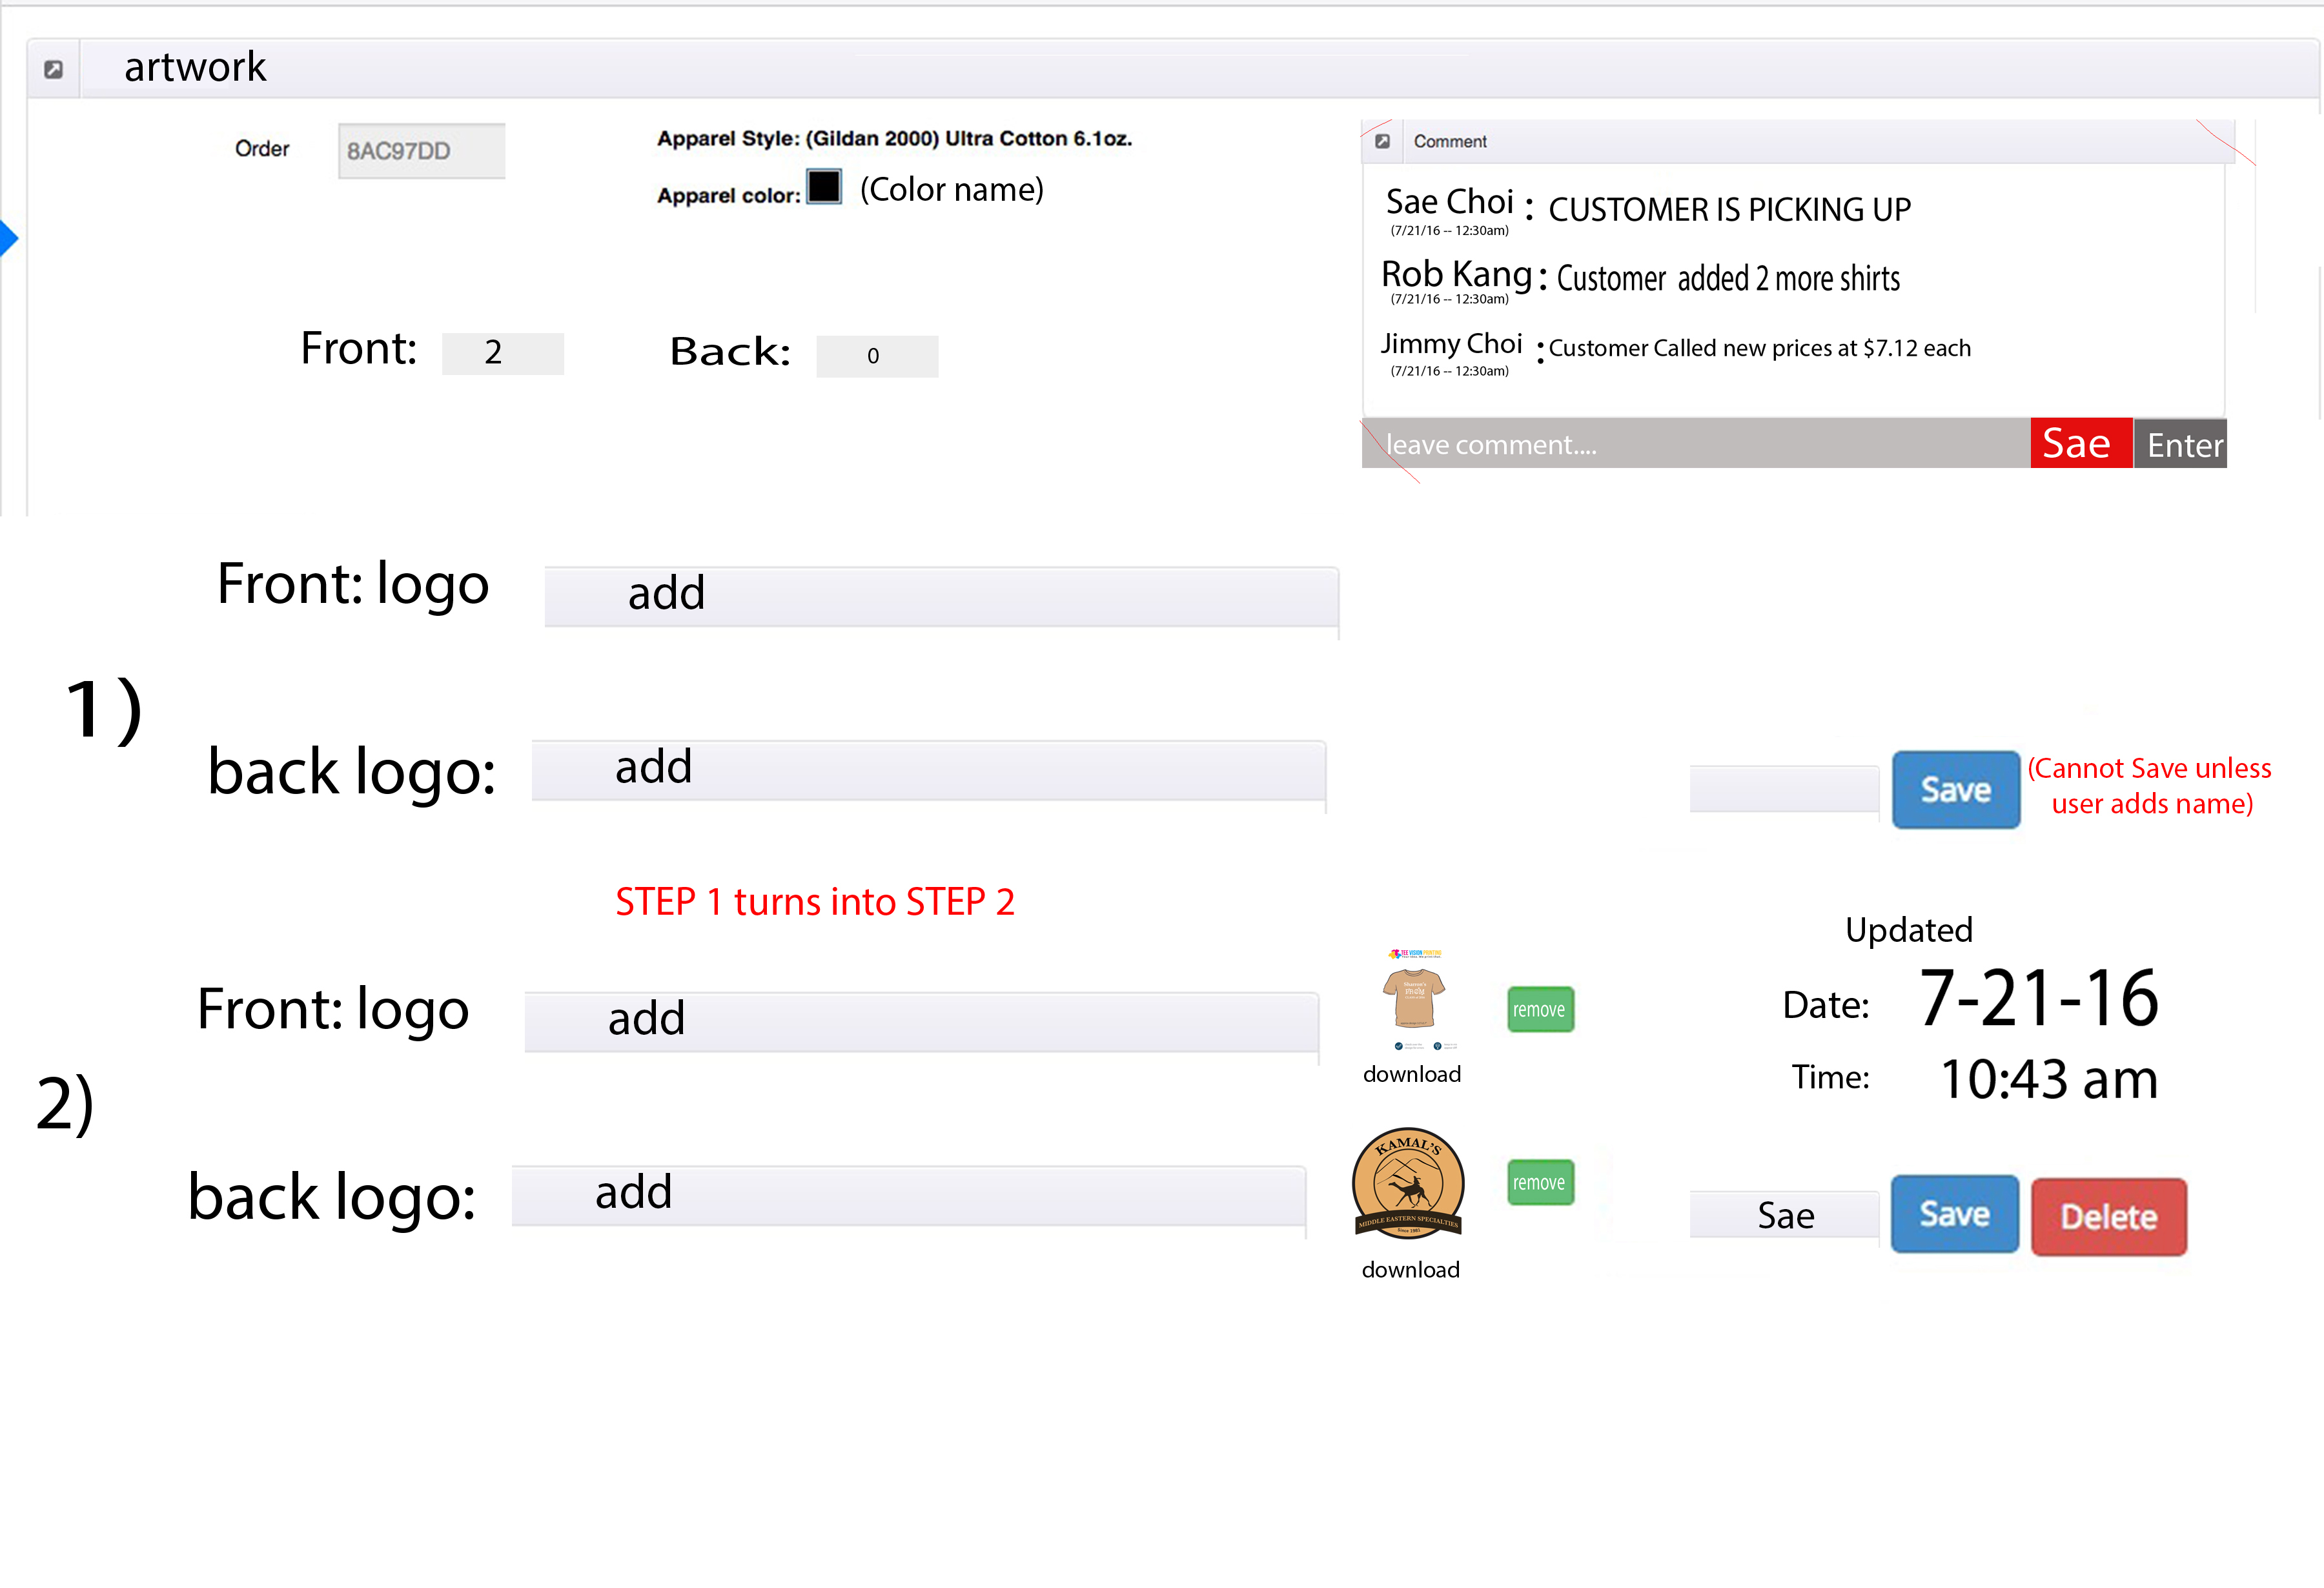 artwork
Order 8AC97DD
Apparel Style: (Gildan 2000) Ultra Cotton 6.1oz.
Apparel color: (Color name)
Front: 2 Back: 0
Comment
Sae Choi : CUSTOMER IS PICKING UP
(7/21/16 -- 12:30am)
Rob Kang : Customer added 2 more shirts
(7/21/16 -- 12:30am)
Jimmy Choi : Customer Called new prices at $7.12 each
(7/21/16 -- 12:30am)
leave comment.... Sae Enter
1)
Front: logo add
back logo: add
Save (Cannot Save unless
user adds name)
STEP 1 turns into STEP 2
2)
Front: logo add
TEE VISION PRINTING
download
remove
Updated
Date: 7-21-16
Time: 10:43 am
back logo: add
KAMAL'S
MIDDLE EASTERN SPECIALTIES
Since 1985
download
remove
Sae Save Delete